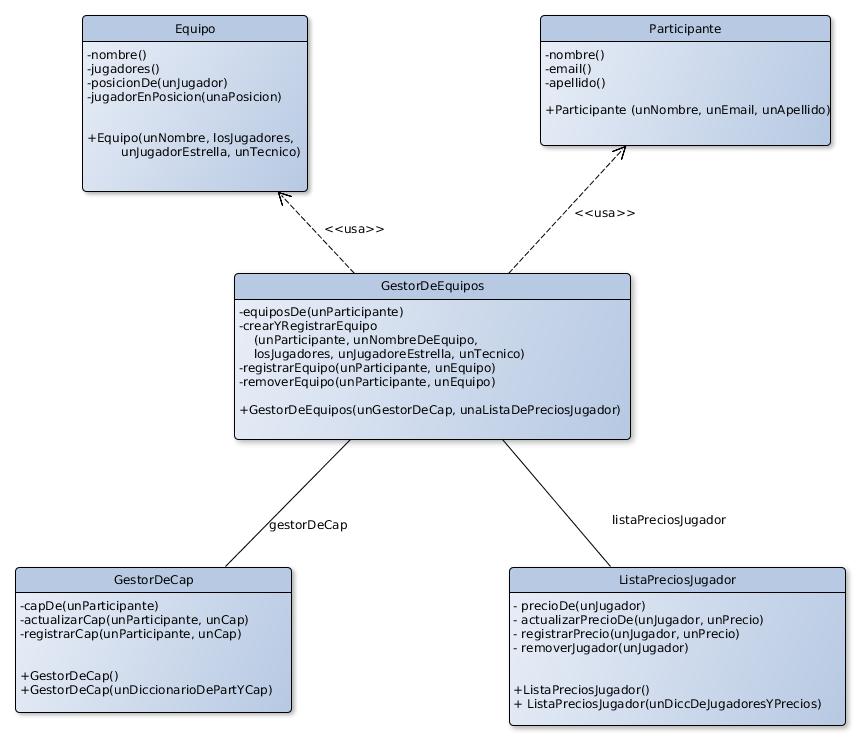 Equipo
-nombre()
-jugadores()
-posicionDe(unJugador)
-jugadorEnPosicion(unaPosicion)
+Equipo(unNombre, losJugadores,
unJugadorEstrella, unTecnico)
Participante
-nombre()
-email()
-apellido()
+Participante (unNombre, unEmail, unApellido)
<<usa>>
<<usa>>
GestorDeEquipos
-equiposDe(unParticipante)
-crearYRegistrarEquipo
(unParticipante, unNombreDeEquipo,
losJugadores, unJugadoreEstrella, unTecnico)
-registrarEquipo(unParticipante, unEquipo)
-removerEquipo(unParticipante, unEquipo)
+GestorDeEquipos(unGestorDeCap, unaListaDePreciosJugador)
gestorDeCap
listaPreciosJugador
GestorDeCap
-capDe(unParticipante)
-actualizarCap(unParticipante, unCap)
-registrarCap(unParticipante, unCap)
+GestorDeCap()
+GestorDeCap(unDiccionarioDePartYCap)
ListaPreciosJugador
- precioDe(unJugador)
- actualizarPrecioDe(unJugador, unPrecio)
- registrarPrecio(unJugador, unPrecio)
- removerJugador(unJugador)
+ListaPreciosJugador()
+ ListaPreciosJugador(unDiccDeJugadoresYPrecios)